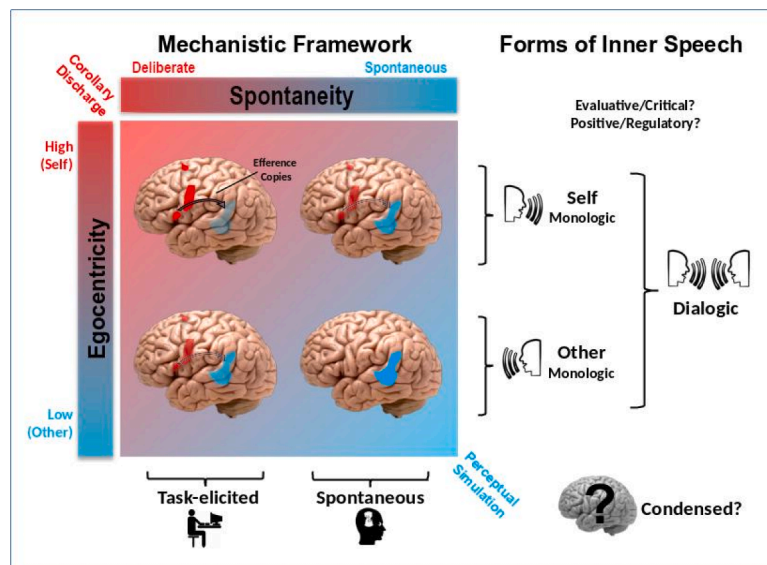 Mechanistic Framework
Forms of Inner Speech
Corollary
Discharge
Deliberate
Spontaneous
Spontaneity
Evaluative/Critical?
Positive/Regulatory?
High
(Self)
Efference
Copies
Self
Monologic
Egocentricity
Dialogic
Other
Monologic
Low
(Other)
Perceptual
Simulation
Task-elicited
Spontaneous
?
Condensed?